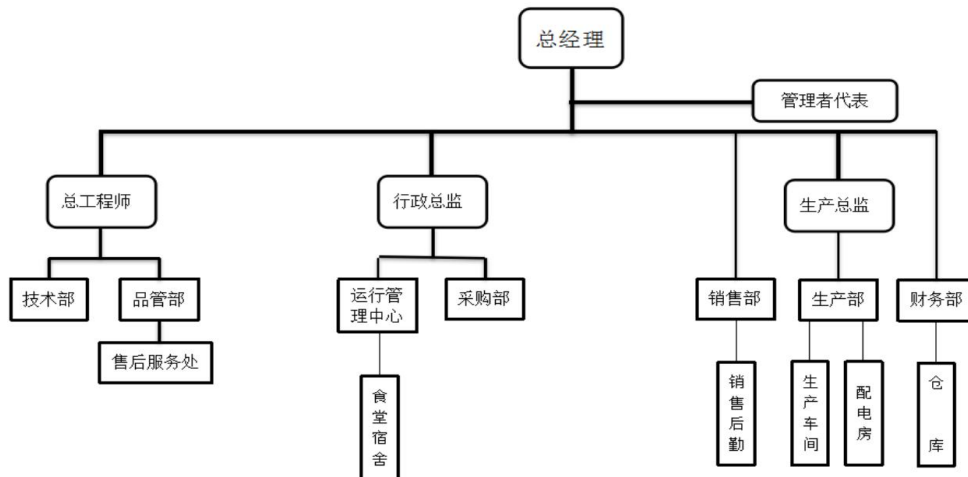 总经理
管理者代表
总工程师
行政总监
生产总监
技术部
品管部
运行管
理中心
采购部
销售部
生产部
财务部
售后服务处
食堂宿舍
销售后勤
生产车间
配电房
仓库